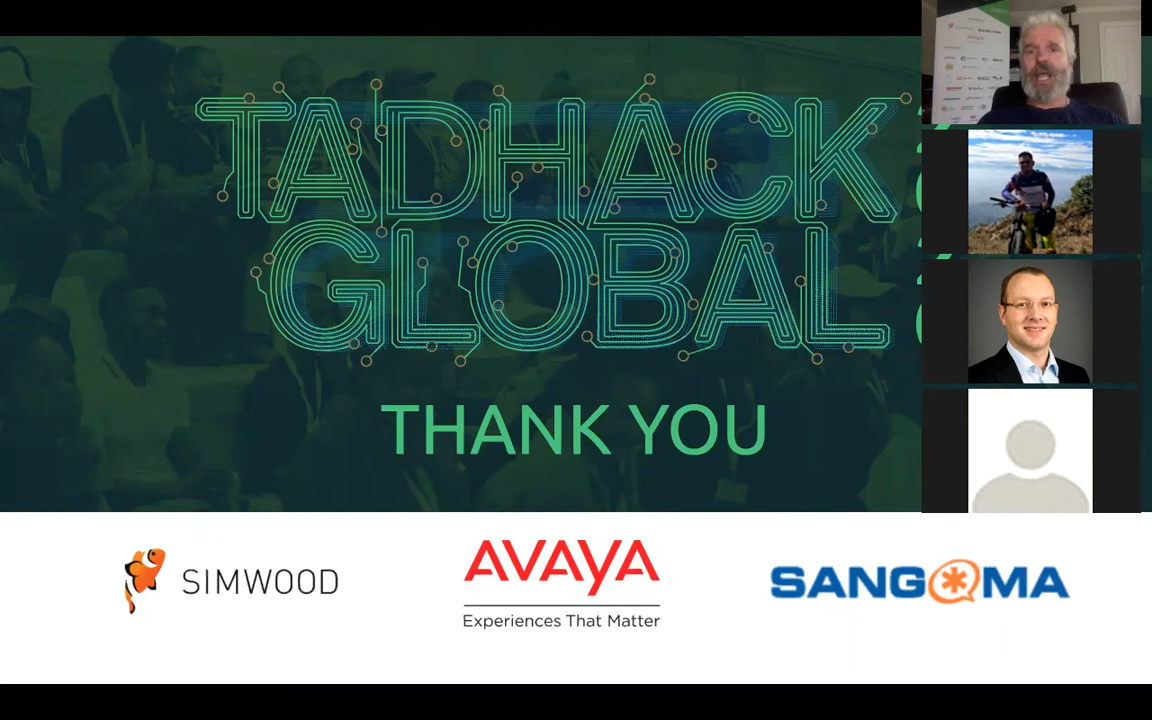 TADHACK
GLOBAL
THANK YOU
SIMWOOD
AVAYA
Experiences That Matter
SANGOMA